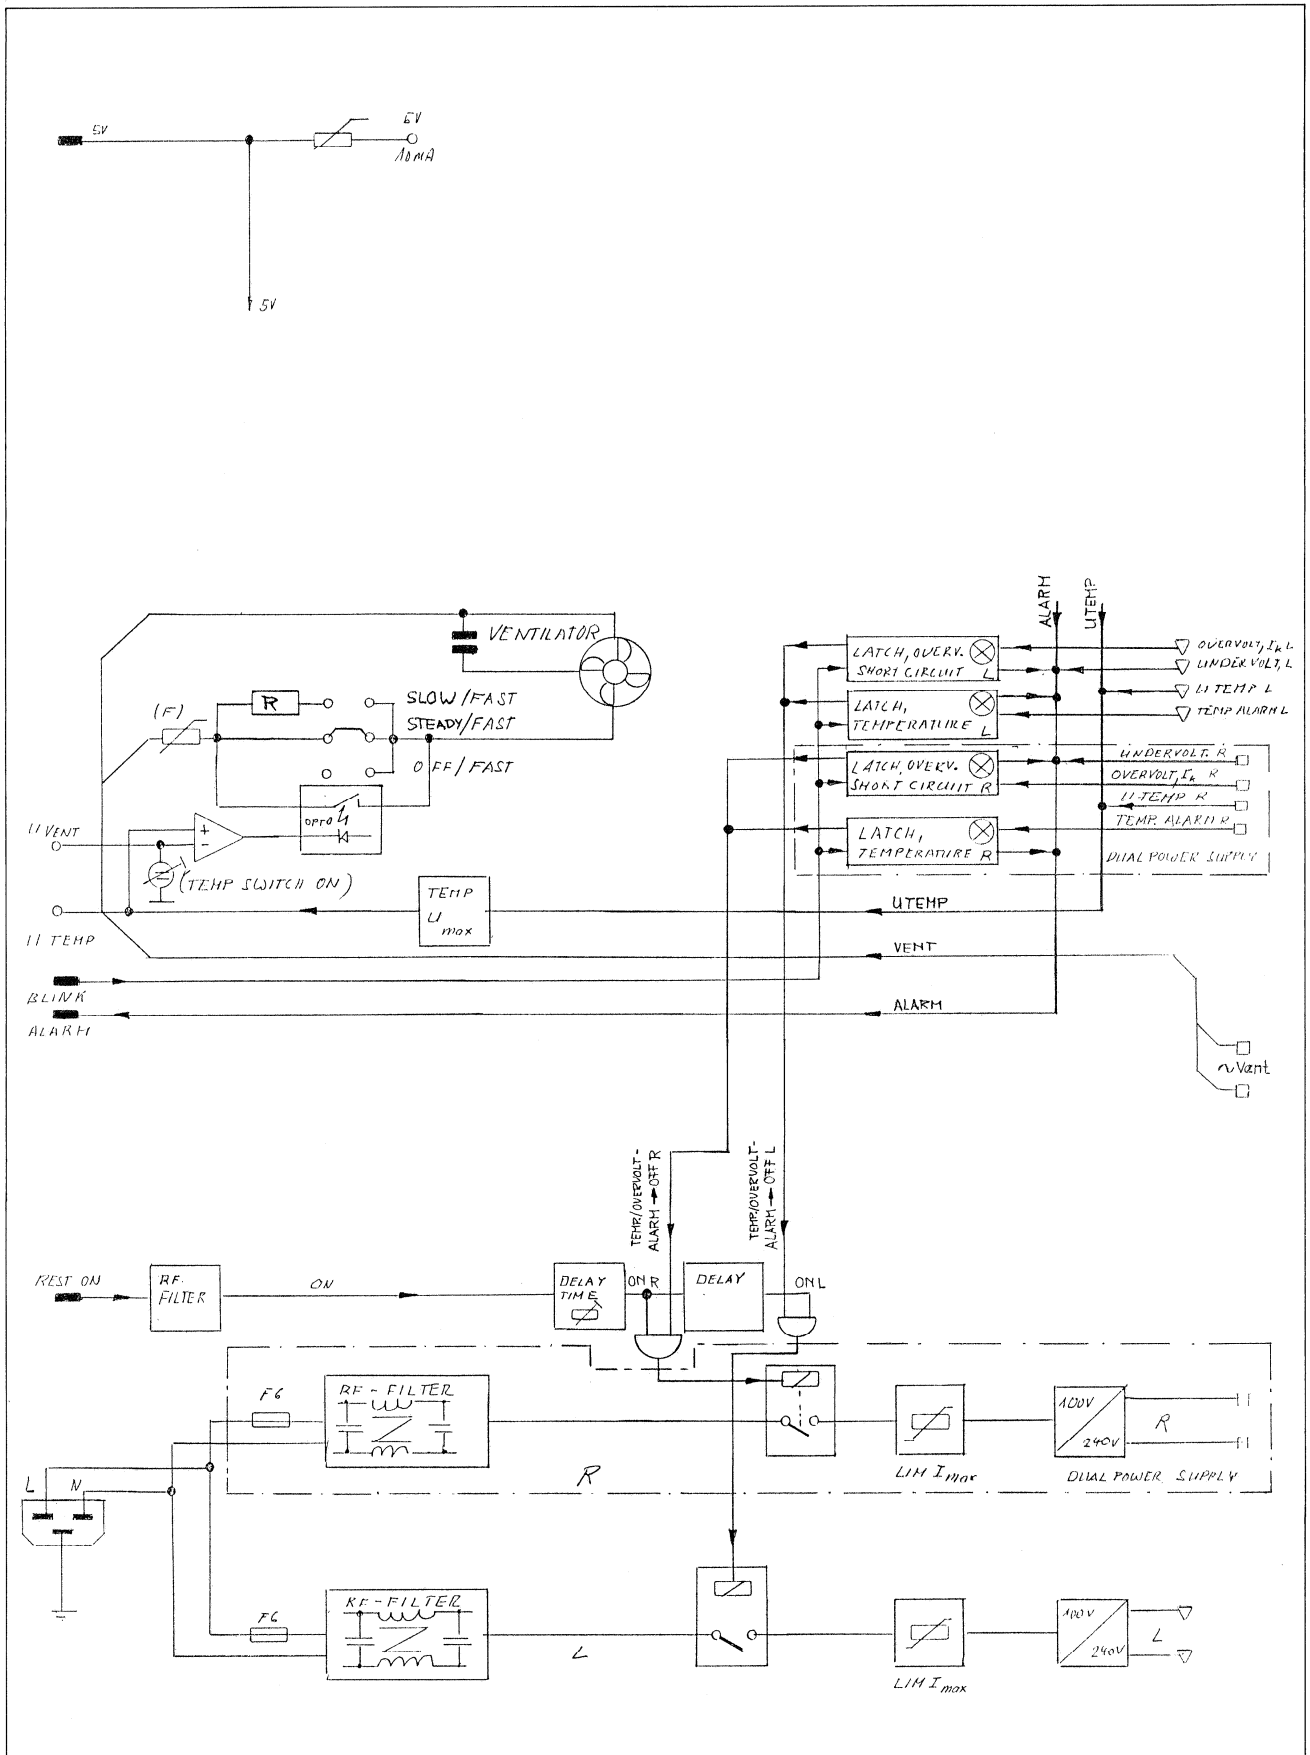 5V
6V
10mA
5V
ALARM
UTEMP
VENTILATOR
(F)
R
SLOW/FAST
STEADY/FAST
OFF/FAST
OPTO
U VENT
+
-
(TEMP SWITCH ON)
U TEMP
TEMP
U max
LATCH, OVERV.
SHORT CIRCUIT L
LATCH,
TEMPERATURE L
LATCH, OVERV.
SHORT CIRCUIT R
LATCH,
TEMPERATURE R
OVERVOLT, Ik L
UNDERVOLT, L
U TEMP L
TEMP ALARM L
UNDERVOLT. R
OVERVOLT, Ik R
U-TEMP R
TEMP. ALARM R
DUAL POWER SUPPLY
UTEMP
VENT
BLINK
ALARM
ALARM
~Vent
TEMP./OVERVOLT-
ALARM → OFF R
TEMP./OVERVOLT-
ALARM → OFF L
REST ON
RF.
FILTER
ON
DELAY
TIME
ON R
DELAY
ON L
F6
RF-FILTER
R
LIM Imax
100V
240V
R
DUAL POWER SUPPLY
L
N
F6
RF-FILTER
L
LIM Imax
100V
240V
L